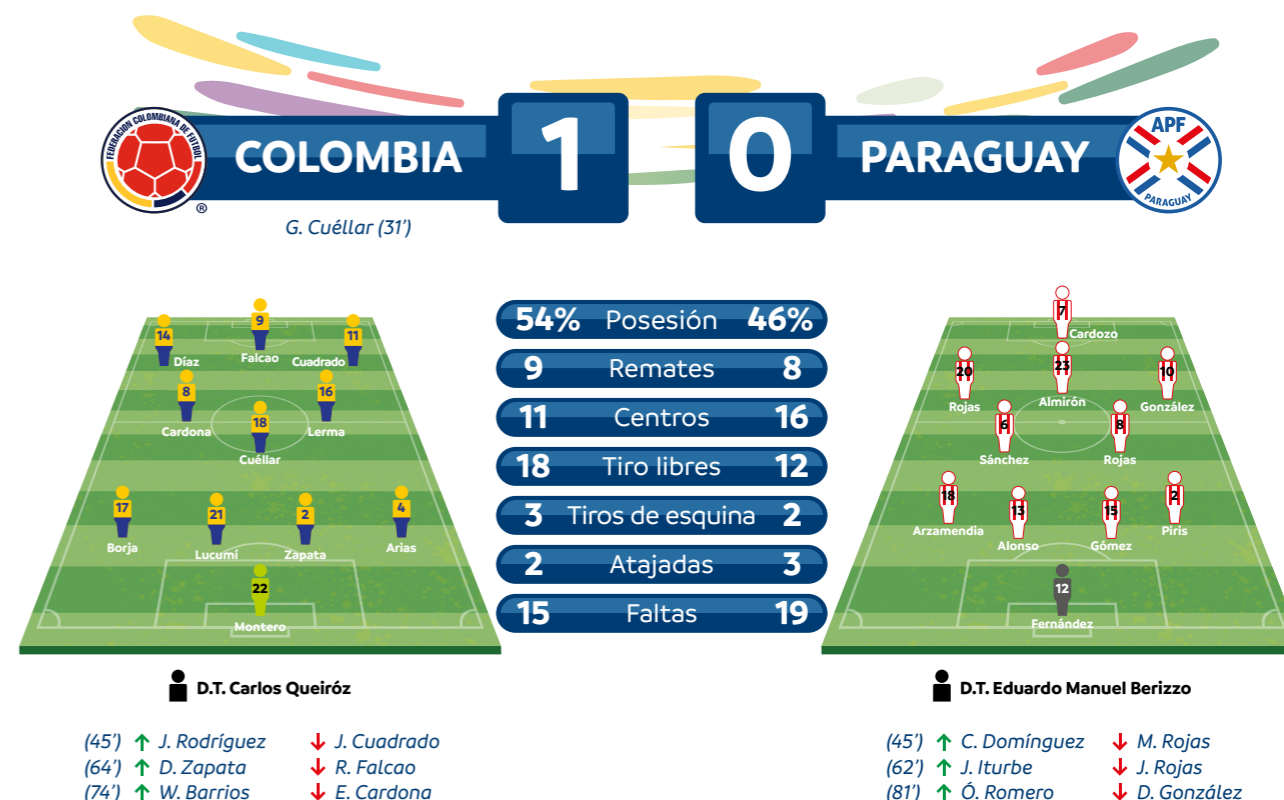 FEDERACION COLOMBIANA DE FUTBOL
®
COLOMBIA 1 0 PARAGUAY
APF
PARAGUAY
G. Cuéllar (31')
14 Díaz
9 Falcao
11 Cuadrado
8 Cardona
16 Lerma
18 Cuéllar
17 Borja
21 Lucumí
2 Zapata
4 Arias
22 Montero
D.T. Carlos Queiróz
(45') ↑ J. Rodríguez ↓ J. Cuadrado
(64') ↑ D. Zapata ↓ R. Falcao
(74') ↑ W. Barrios ↓ E. Cardona
54% Posesión 46%
9 Remates 8
11 Centros 16
18 Tiro libres 12
3 Tiros de esquina 2
2 Atajadas 3
15 Faltas 19
7 Cardozo
20 Rojas
23 Almirón
10 González
6 Sánchez
8 Rojas
18 Arzamendia
13 Alonso
15 Gómez
2 Piris
12 Fernández
D.T. Eduardo Manuel Berizzo
(45') ↑ C. Domínguez ↓ M. Rojas
(62') ↑ J. Iturbe ↓ J. Rojas
(81') ↑ Ó. Romero ↓ D. González